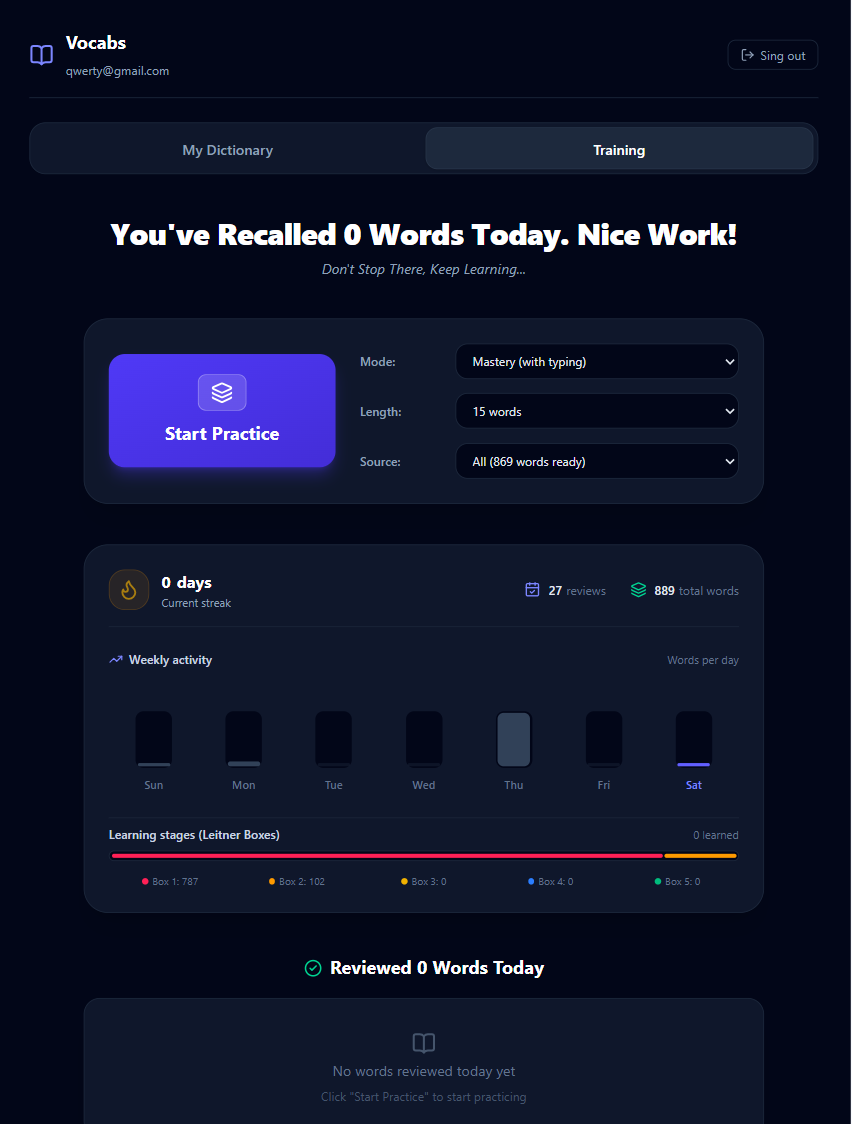 Vocabs
qwerty@gmail.com
Sing out
My Dictionary
Training
You've Recalled 0 Words Today. Nice Work!
Don't Stop There, Keep Learning...
Start Practice
Mode:
Mastery (with typing)
Length:
15 words
Source:
All (869 words ready)
0 days
Current streak
27 reviews
889 total words
Weekly activity
Words per day
Sun
Mon
Tue
Wed
Thu
Fri
Sat
Learning stages (Leitner Boxes)
0 learned
Box 1: 787
Box 2: 102
Box 3: 0
Box 4: 0
Box 5: 0
Reviewed 0 Words Today
No words reviewed today yet
Click "Start Practice" to start practicing